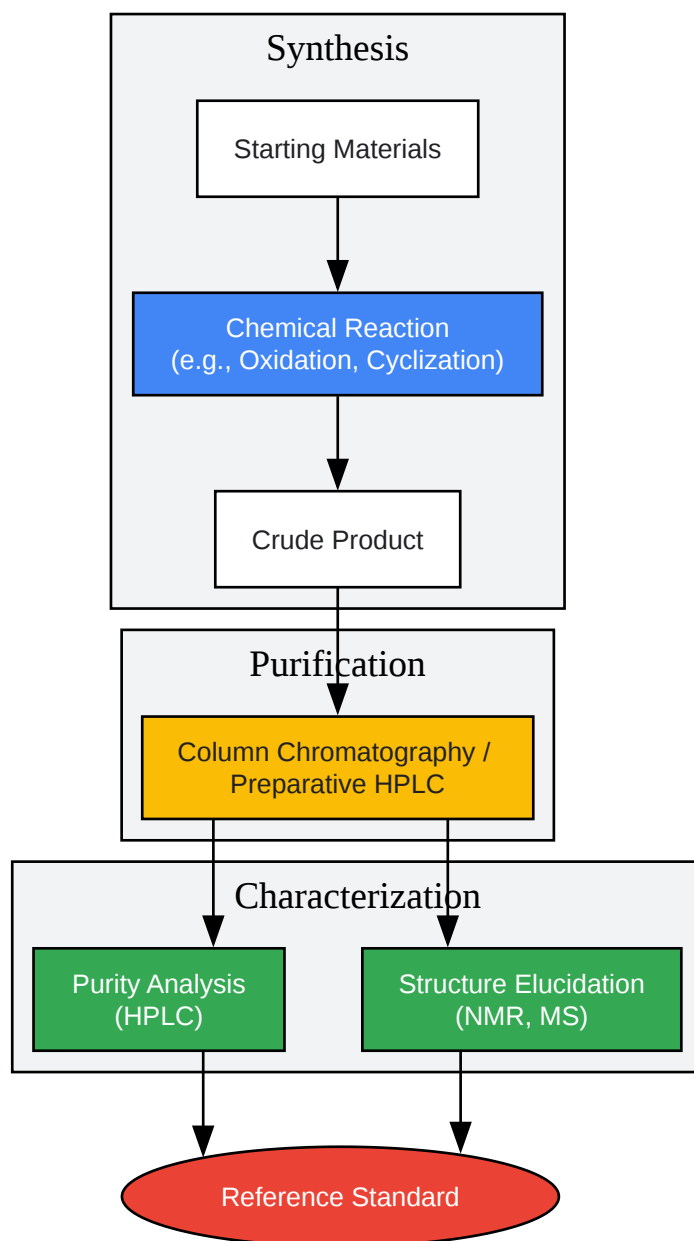 Synthesis
Starting Materials
Chemical Reaction
(e.g., Oxidation, Cyclization)
Crude Product
Purification
Column Chromatography /
Preparative HPLC
Characterization
Purity Analysis
(HPLC)
Structure Elucidation
(NMR, MS)
Reference Standard